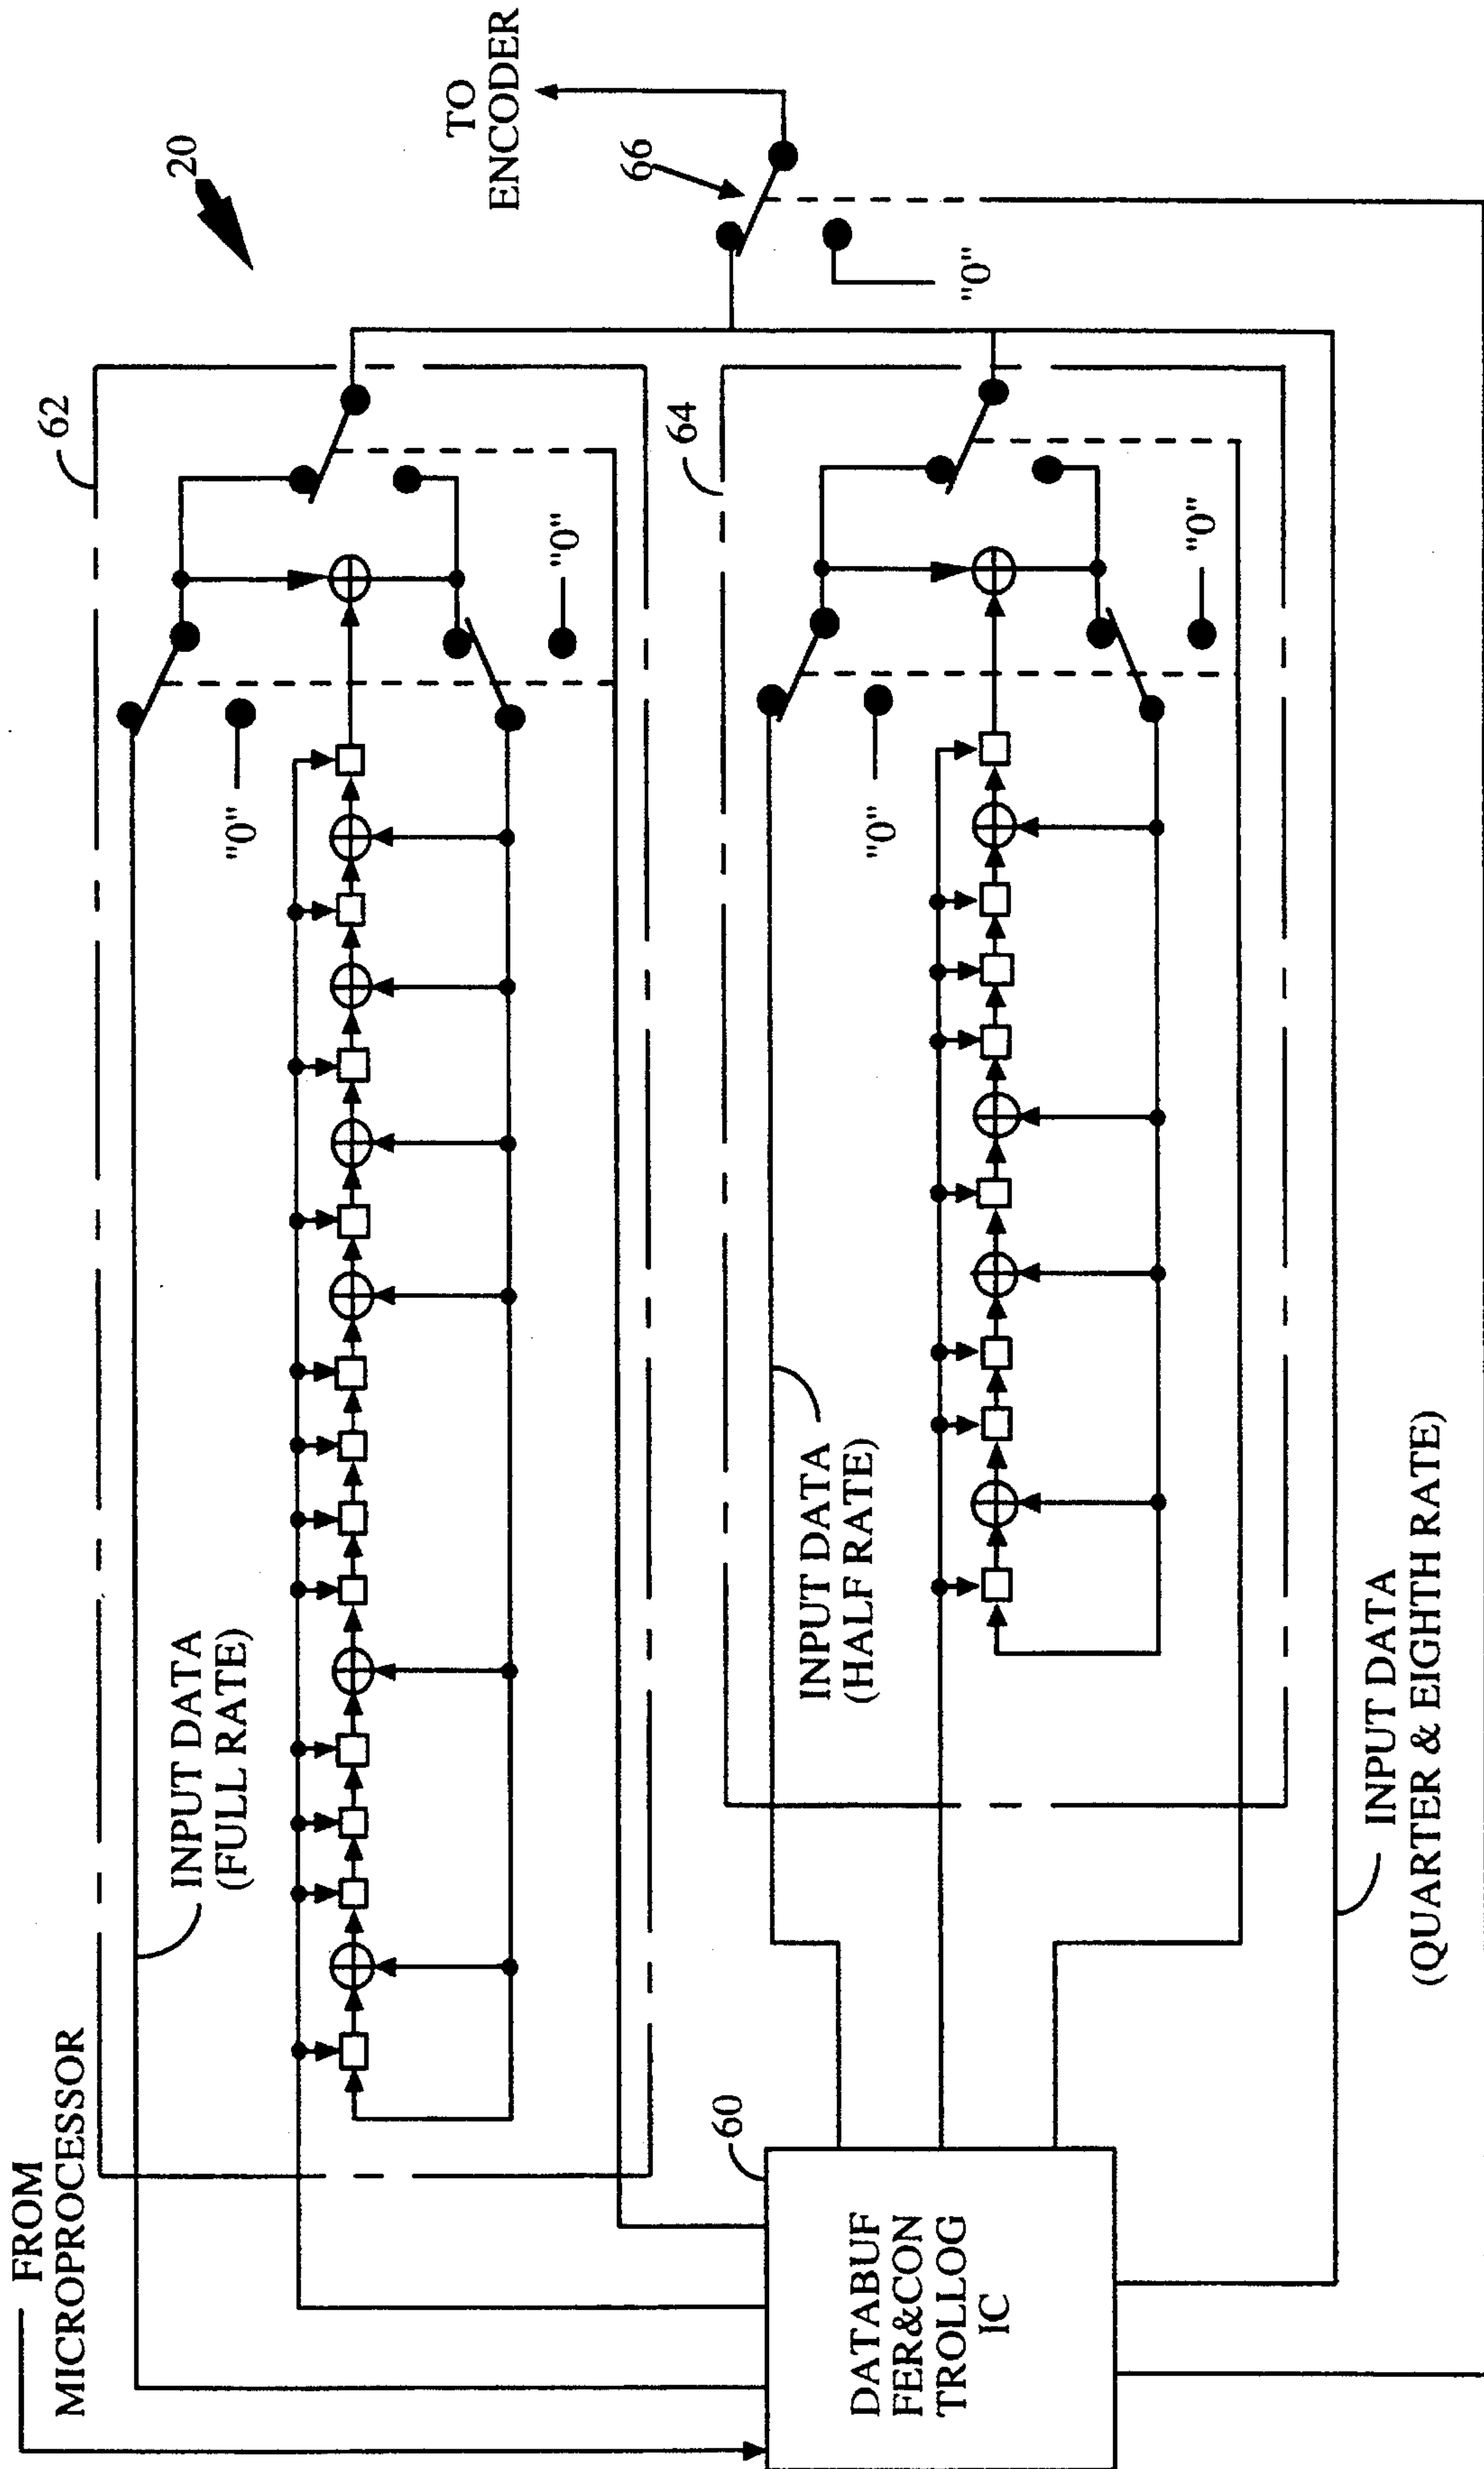 FROM
MICROPROCESSOR
INPUT DATA
(FULL RATE)
62
"0"
"0"
20
TO
ENCODER
66
"0"
60
DATABUF
FER&CON
TROLLOG
IC
INPUT DATA
(HALF RATE)
64
"0"
"0"
INPUT DATA
(QUARTER & EIGHTH RATE)